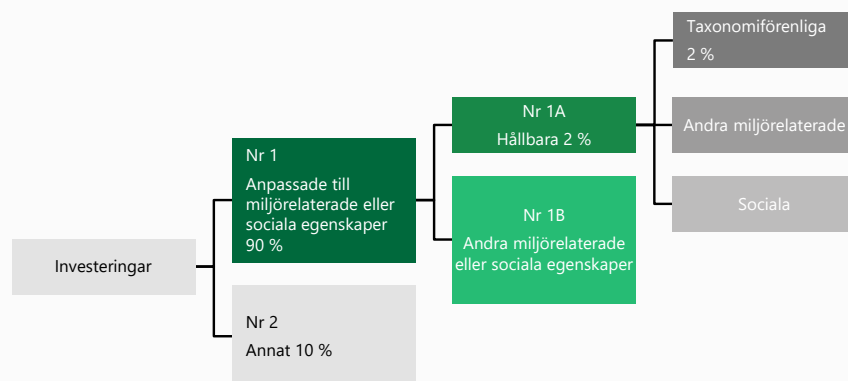 Investeringar
Nr 1
Anpassade till
miljörelaterade eller
sociala egenskaper
90 %
Nr 2
Annat 10 %
Nr 1A
Hållbara 2 %
Nr 1B
Andra miljörelaterade
eller sociala egenskaper
Taxonomiförenliga
2 %
Andra miljörelaterade
Sociala